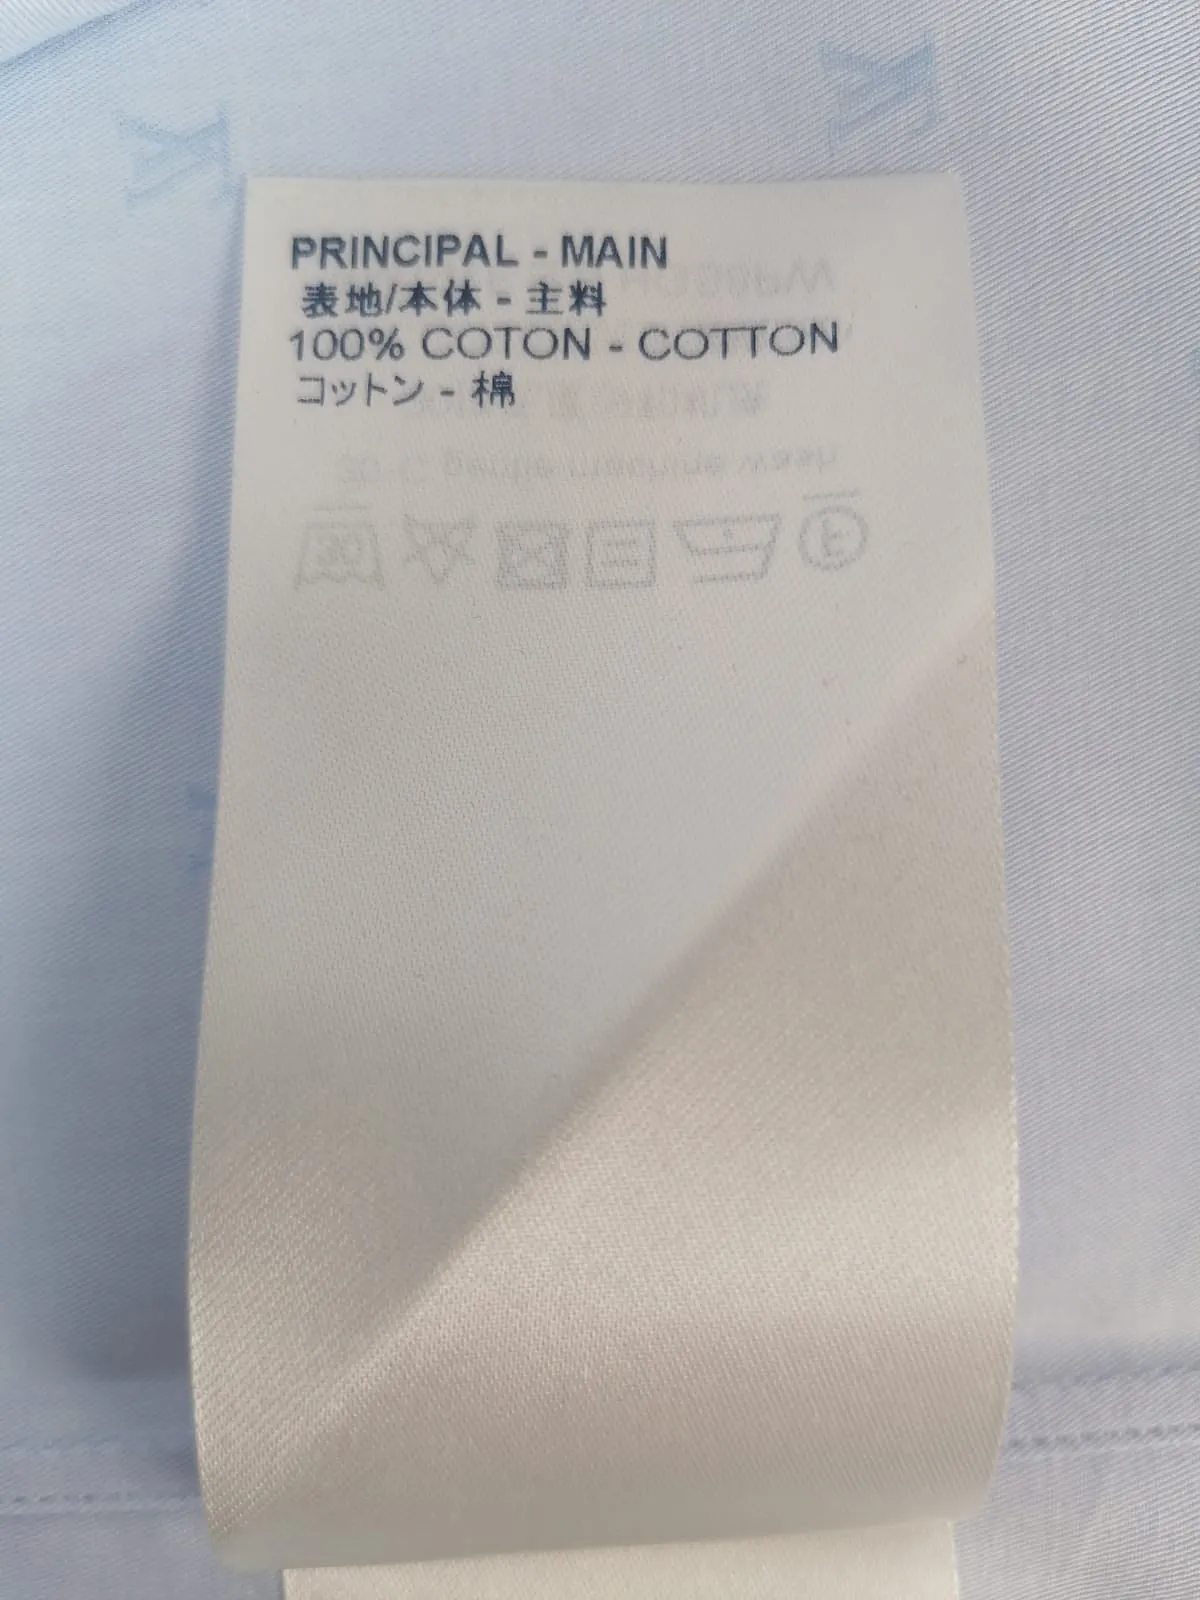 PRINCIPAL - MAIN
表地/本体 - 主料
100% COTON - COTTON
コットン - 棉